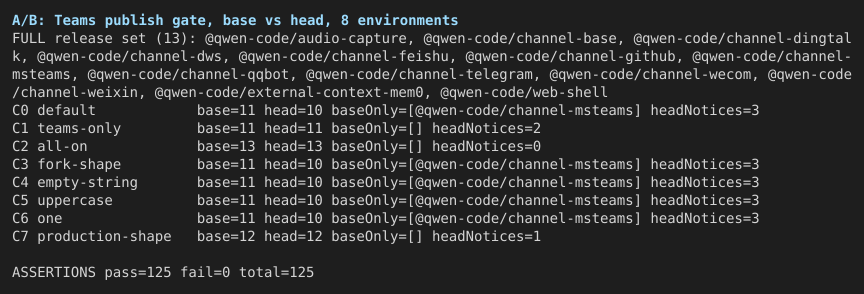 A/B: Teams publish gate, base vs head, 8 environments
FULL release set (13): @qwen-code/audio-capture, @qwen-code/channel-base, @qwen-code/channel-dingtal
k, @qwen-code/channel-dws, @qwen-code/channel-feishu, @qwen-code/channel-github, @qwen-code/channel-
msteams, @qwen-code/channel-qqbot, @qwen-code/channel-telegram, @qwen-code/channel-wecom, @qwen-code
/channel-weixin, @qwen-code/external-context-mem0, @qwen-code/web-shell
C0 default          base=11 head=10 baseOnly=[@qwen-code/channel-msteams] headNotices=3
C1 teams-only       base=11 head=11 baseOnly=[] headNotices=2
C2 all-on           base=13 head=13 baseOnly=[] headNotices=0
C3 fork-shape       base=11 head=10 baseOnly=[@qwen-code/channel-msteams] headNotices=3
C4 empty-string     base=11 head=10 baseOnly=[@qwen-code/channel-msteams] headNotices=3
C5 uppercase        base=11 head=10 baseOnly=[@qwen-code/channel-msteams] headNotices=3
C6 one              base=11 head=10 baseOnly=[@qwen-code/channel-msteams] headNotices=3
C7 production-shape base=12 head=12 baseOnly=[] headNotices=1
ASSERTIONS pass=125 fail=0 total=125